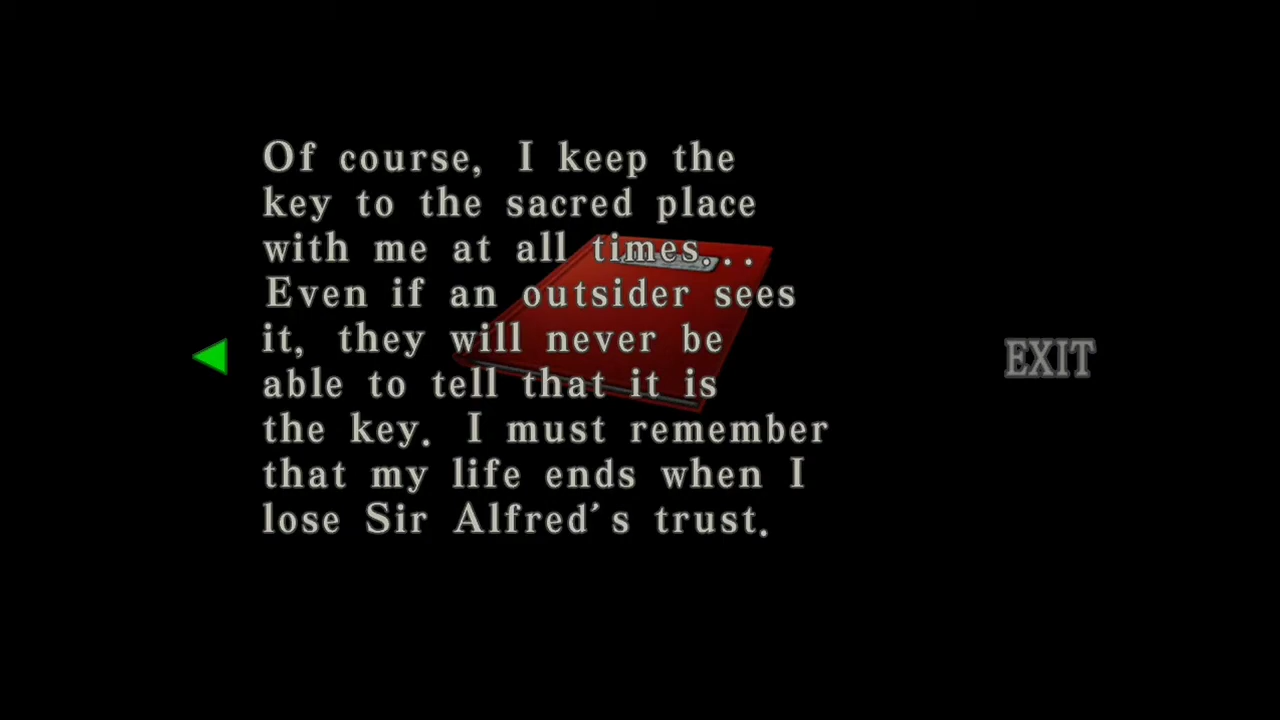 Of course, I keep the
key to the sacred place
with me at all times...
Even if an outsider sees
it, they will never be
able to tell that it is
the key. I must remember
that my life ends when I
lose Sir Alfred's trust.
EXIT